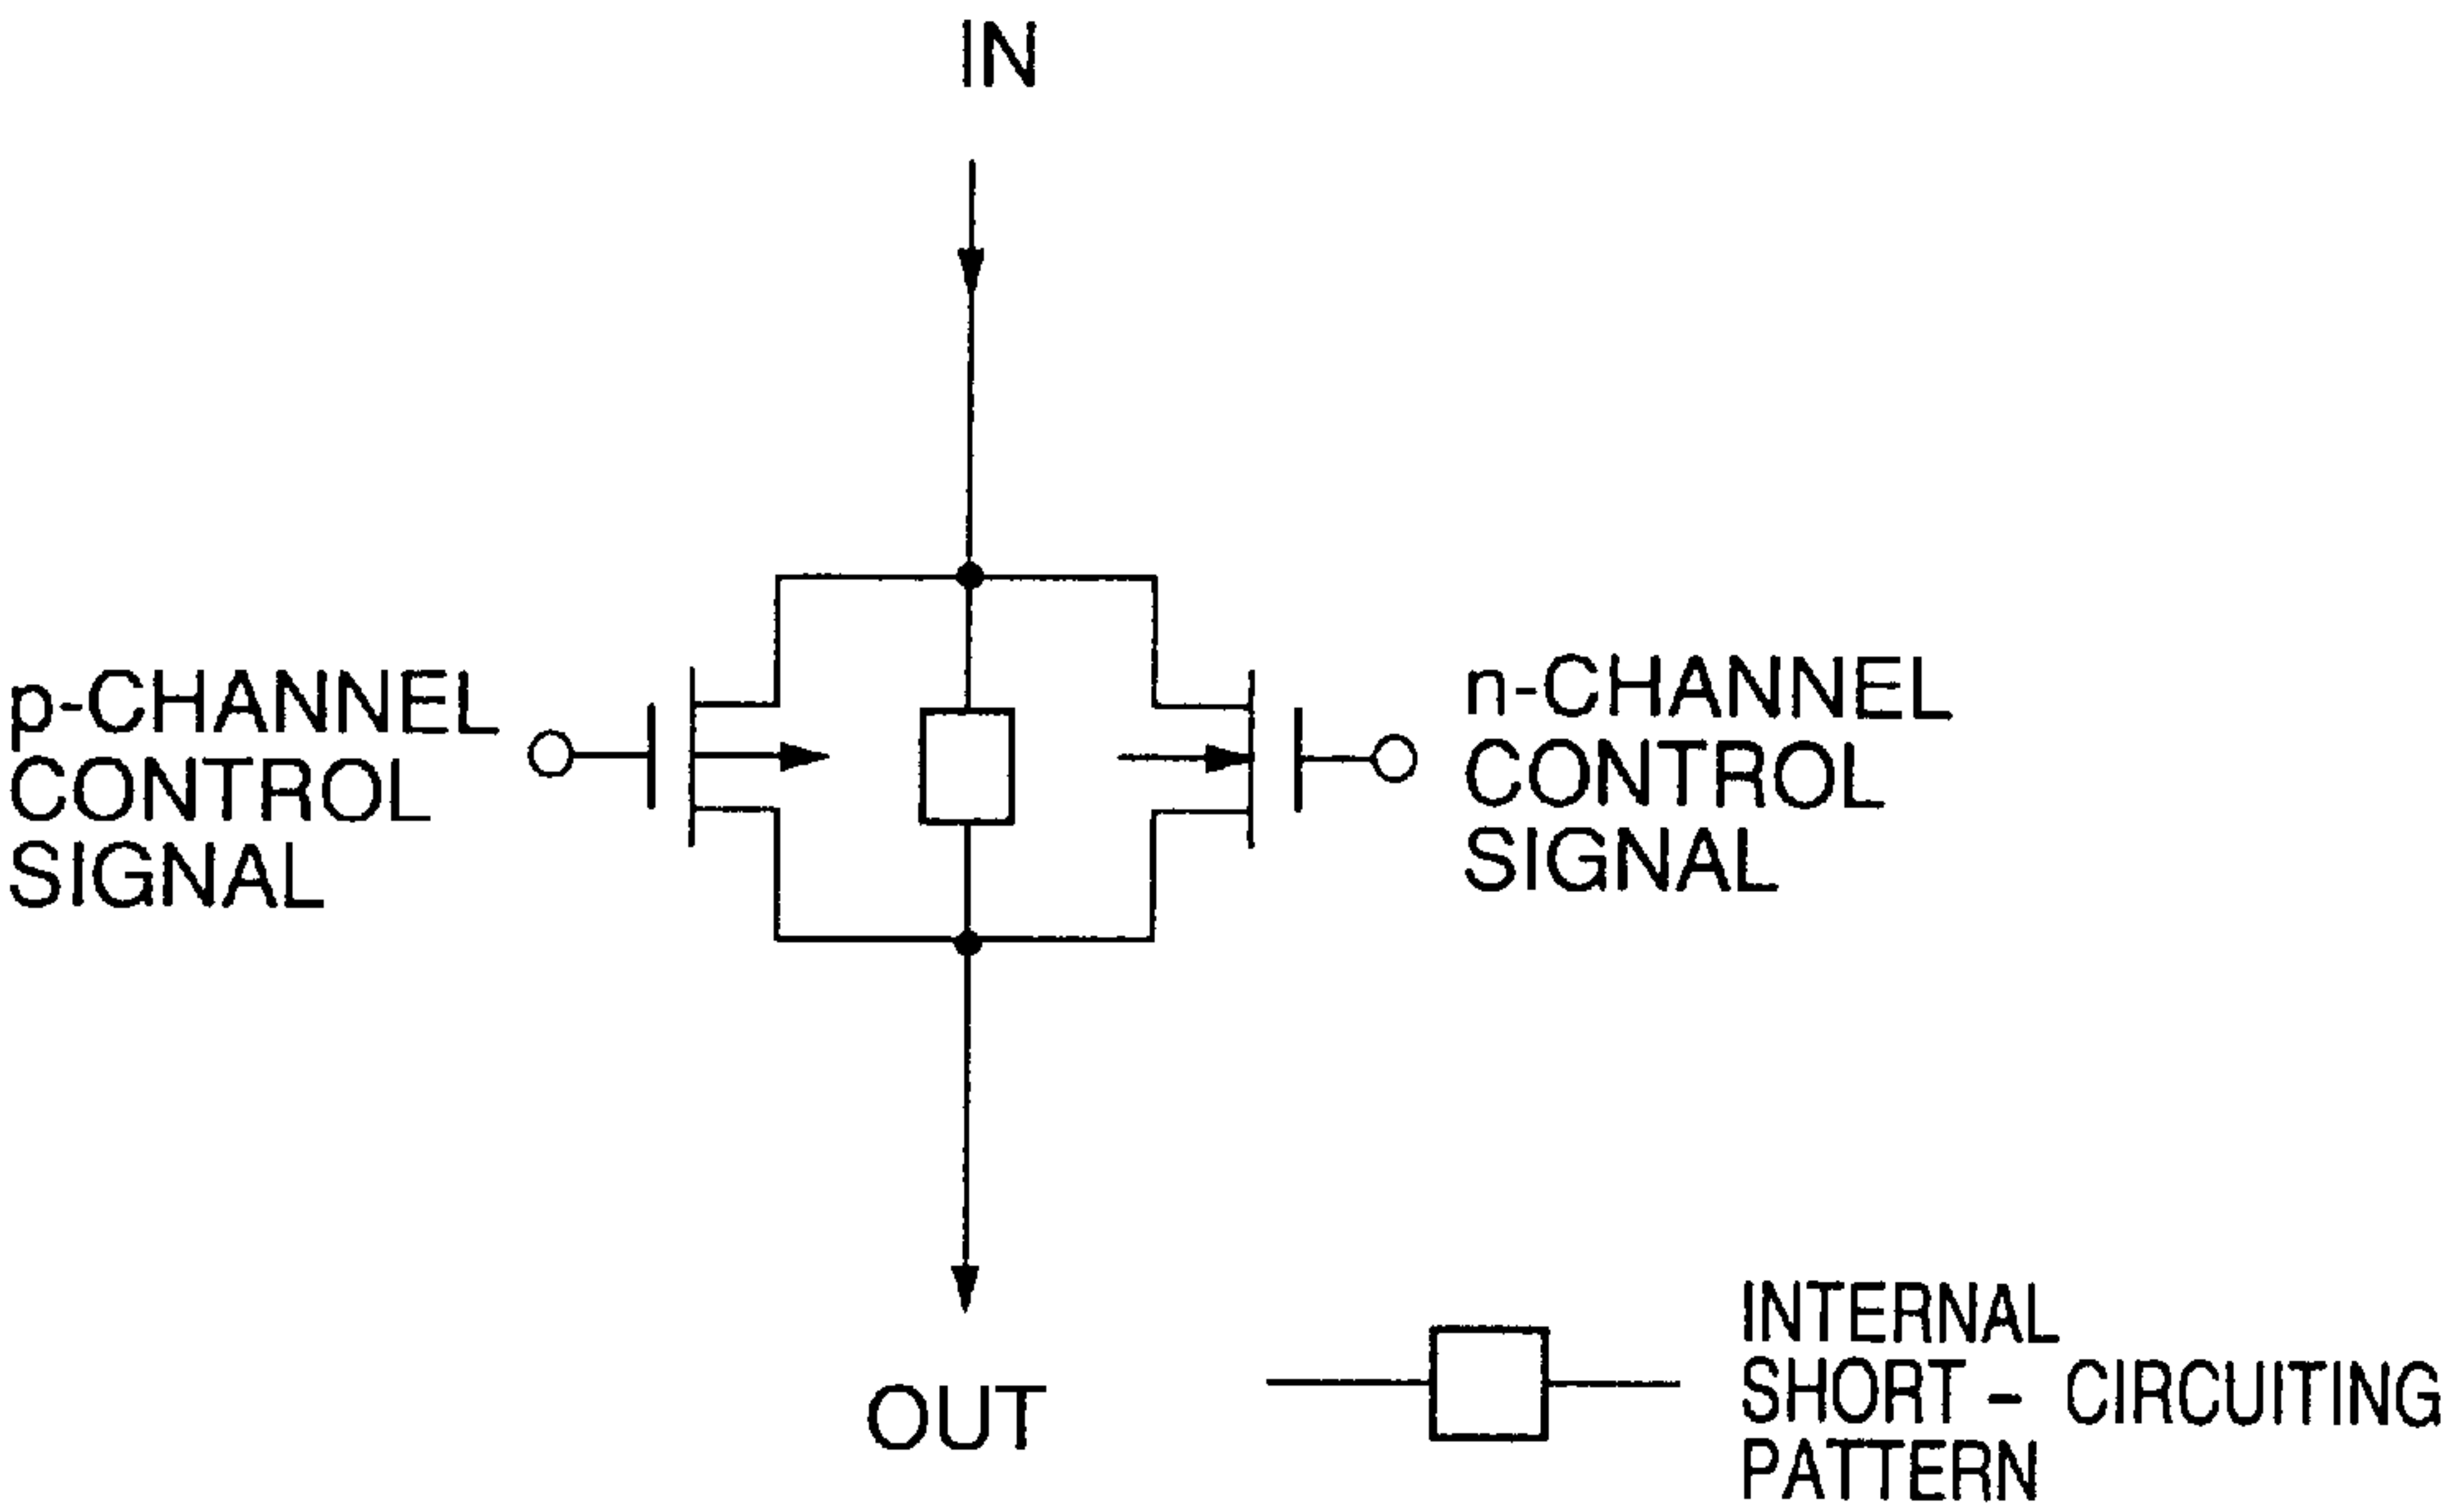 IN
p-CHANNEL
CONTROL
SIGNAL
n-CHANNEL
CONTROL
SIGNAL
OUT
INTERNAL
SHORT - CIRCUITING
PATTERN